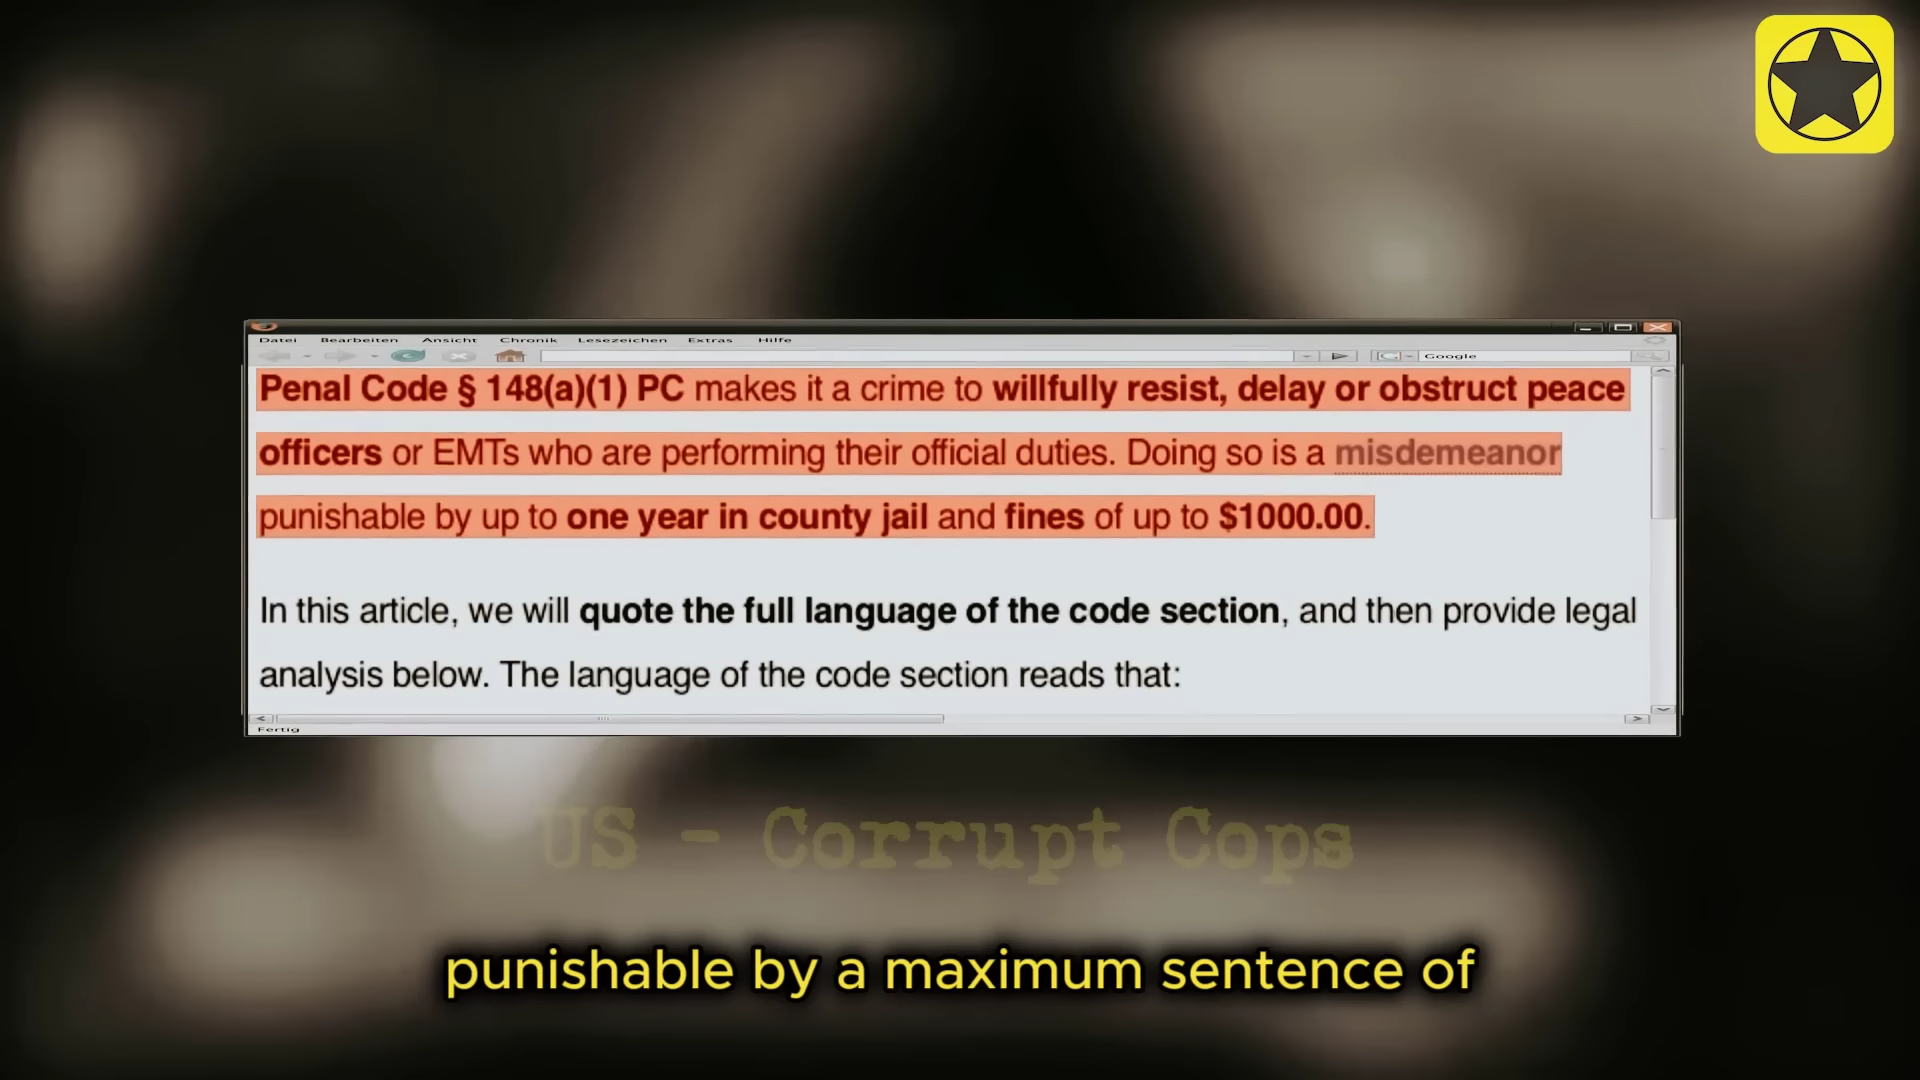 Datei Bearbeiten Ansicht Chronik Lesezeichen Extras Hilfe
Google
Penal Code § 148(a)(1) PC makes it a crime to willfully resist, delay or obstruct peace
officers or EMTs who are performing their official duties. Doing so is a misdemeanor
punishable by up to one year in county jail and fines of up to $1000.00.
In this article, we will quote the full language of the code section, and then provide legal
analysis below. The language of the code section reads that:
Fertig
US - Corrupt Cops
punishable by a maximum sentence of